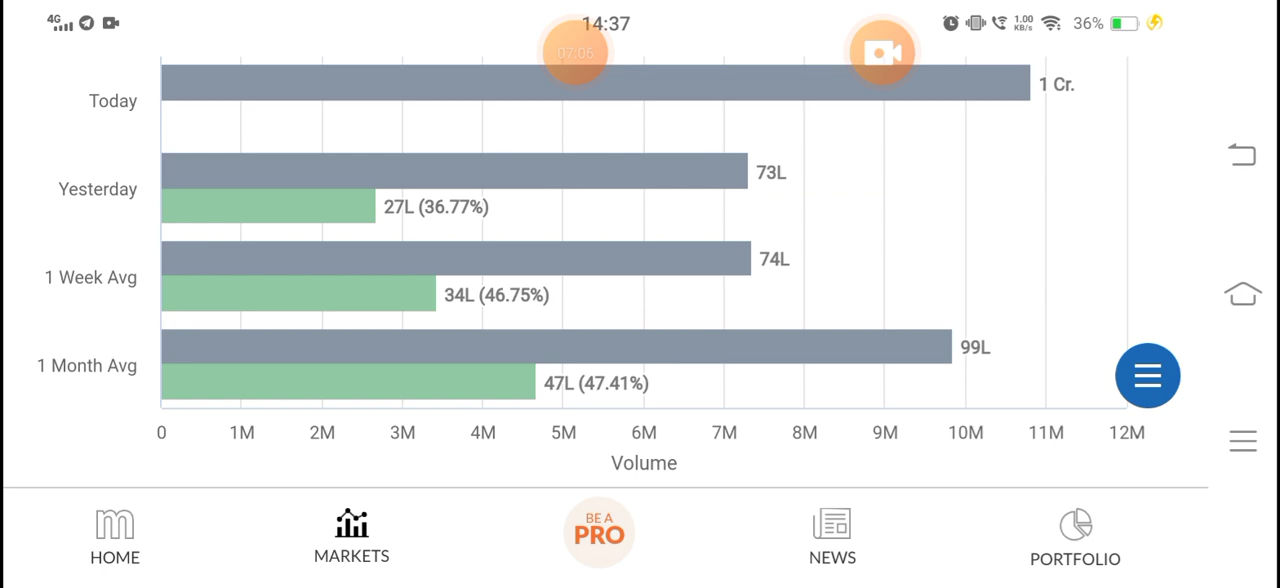 4G 14:37 1.00 KB/s 36%
07:06
Today 1 Cr.
Yesterday 73L
27L (36.77%)
1 Week Avg 74L
34L (46.75%)
1 Month Avg 99L
47L (47.41%)
0 1M 2M 3M 4M 5M 6M 7M 8M 9M 10M 11M 12M
Volume
HOME MARKETS BE A PRO NEWS PORTFOLIO